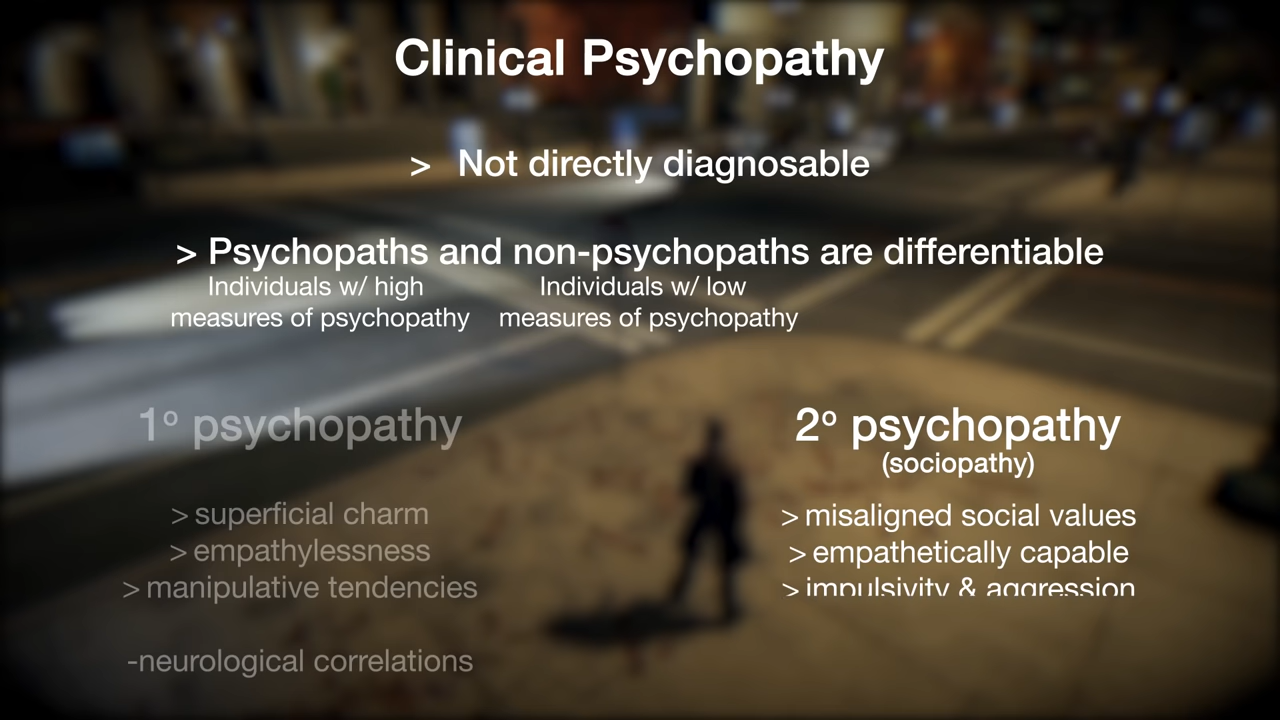 Clinical Psychopathy
> Not directly diagnosable
> Psychopaths and non-psychopaths are differentiable
Individuals w/ high
measures of psychopathy
Individuals w/ low
measures of psychopathy
1º psychopathy
> superficial charm
> empathylessness
> manipulative tendencies
-neurological correlations
2º psychopathy
(sociopathy)
> misaligned social values
> empathetically capable
> impulsivity & aggression